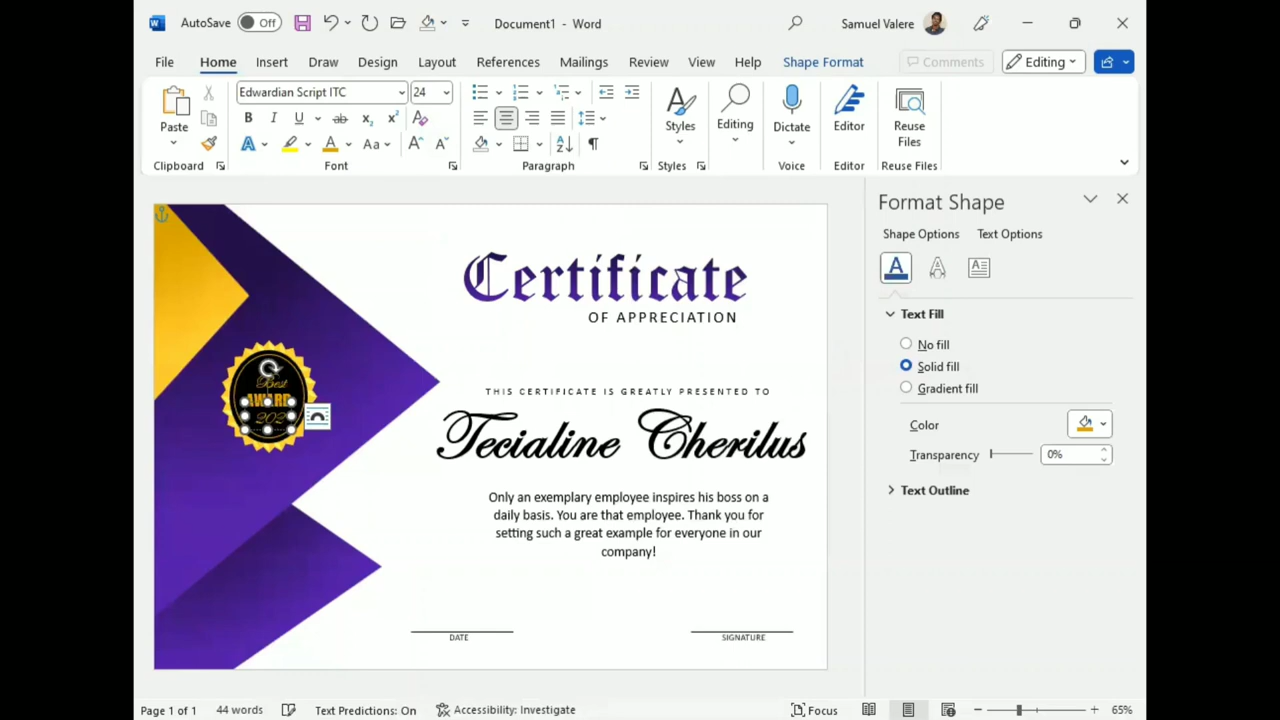 AutoSave Off Document1 - Word Samuel Valere
File Home Insert Draw Design Layout References Mailings Review View Help Shape Format Comments Editing
Edwardian Script ITC 24
Paste Styles Editing Dictate Editor Reuse Files
Clipboard Font Paragraph Styles Voice Editor Reuse Files
Format Shape
Shape Options Text Options
Text Fill
No fill
Solid fill
Gradient fill
Color
Transparency 0%
Text Outline
Certificate
OF APPRECIATION
Best
AWARD
THIS CERTIFICATE IS GREATLY PRESENTED TO
Tecialine Cherilus
Only an exemplary employee inspires his boss on a
daily basis. You are that employee. Thank you for
setting such a great example for everyone in our
company!
DATE SIGNATURE
Page 1 of 1 44 words Text Predictions: On Accessibility: Investigate Focus 65%